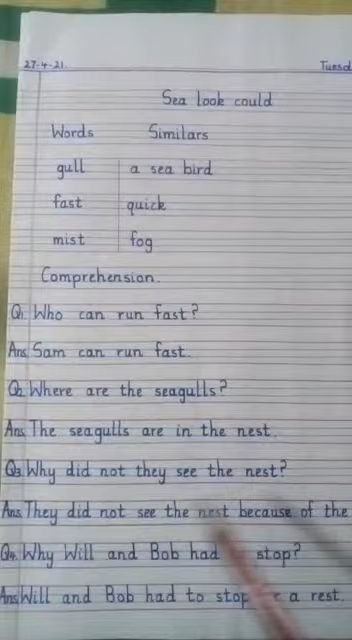 27-4-21. Tuesd
Sea look could
Words Similars
gull a sea bird
fast quick
mist fog
Comprehension.
Q1. Who can run fast?
Ans Sam can run fast.
Q2. Where are the seagulls?
Ans The seagulls are in the nest.
Q3. Why did not they see the nest?
Ans They did not see the nest because of the
Q4. Why Will and Bob had stop?
Ans Will and Bob had to stop a rest.